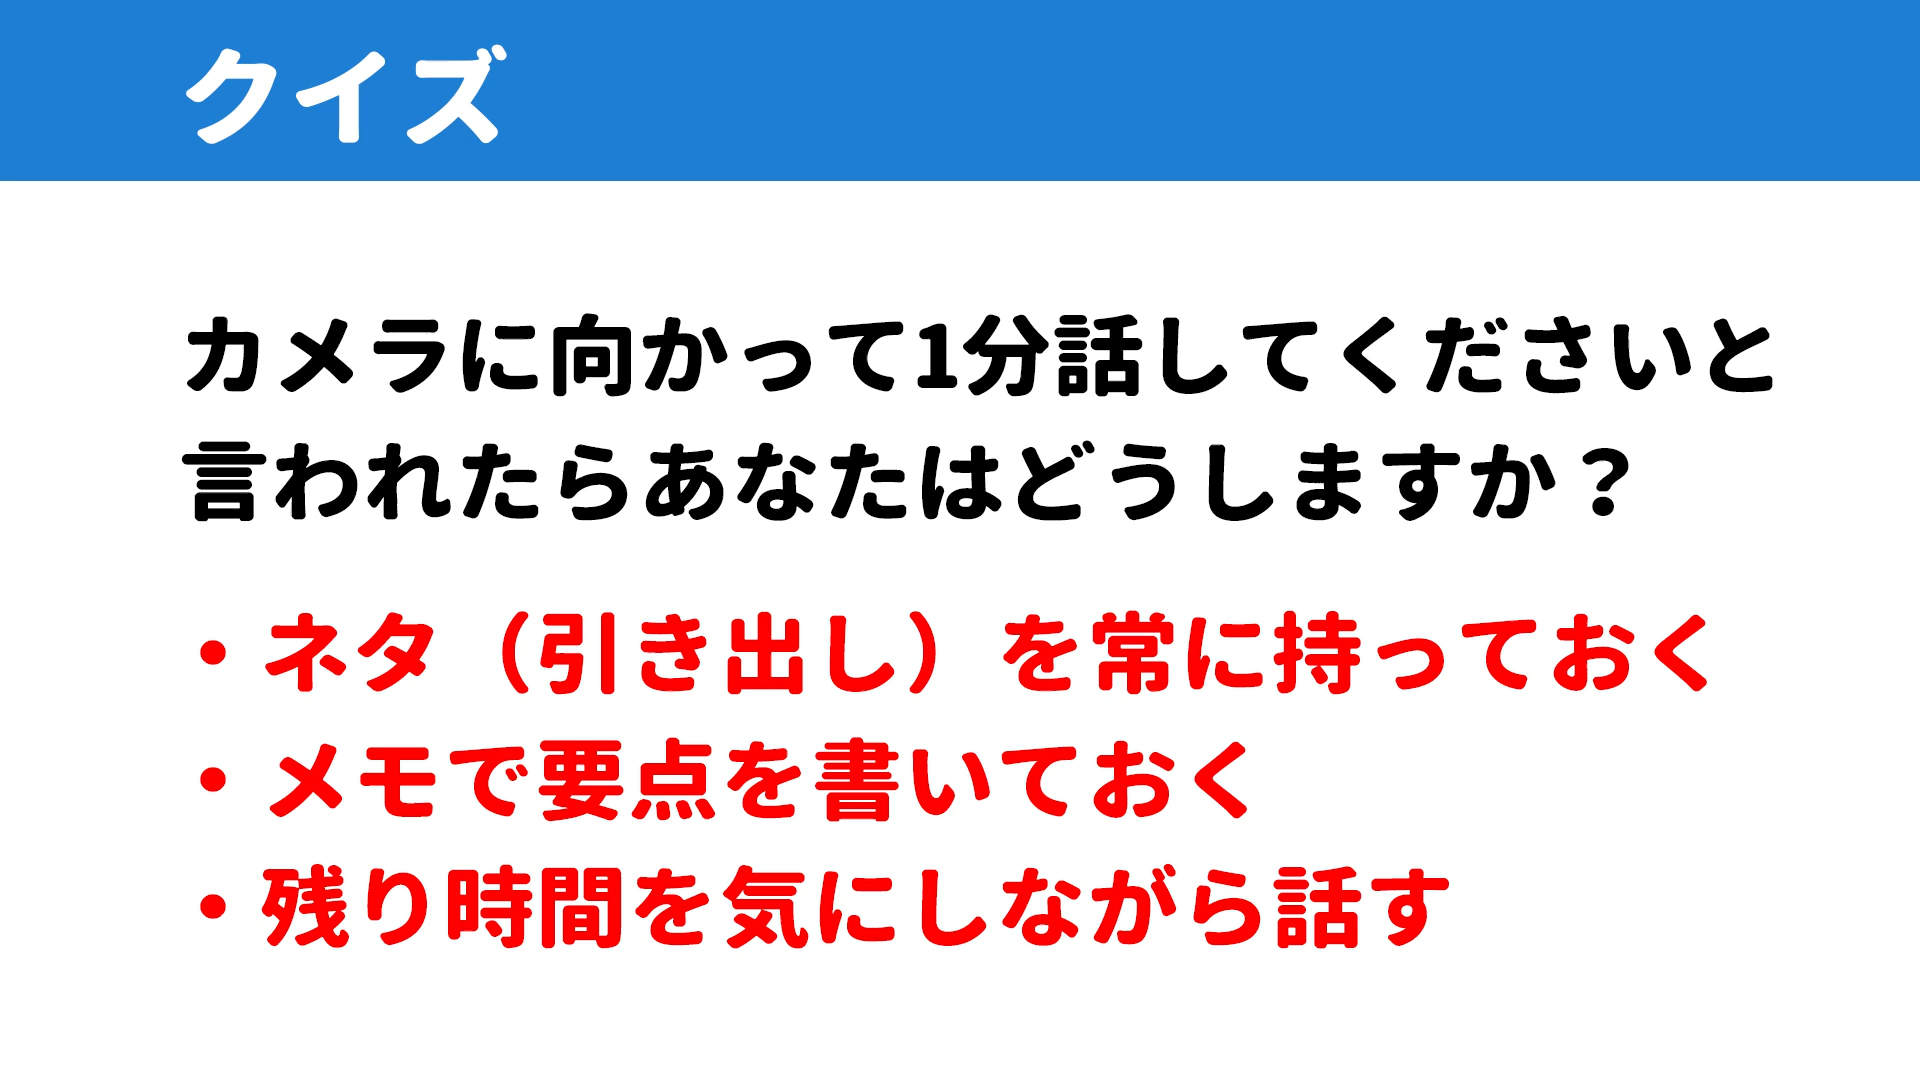 クイズ
カメラに向かって1分話してくださいと
言われたらあなたはどうしますか？
・ネタ（引き出し）を常に持っておく
・メモで要点を書いておく
・残り時間を気にしながら話す